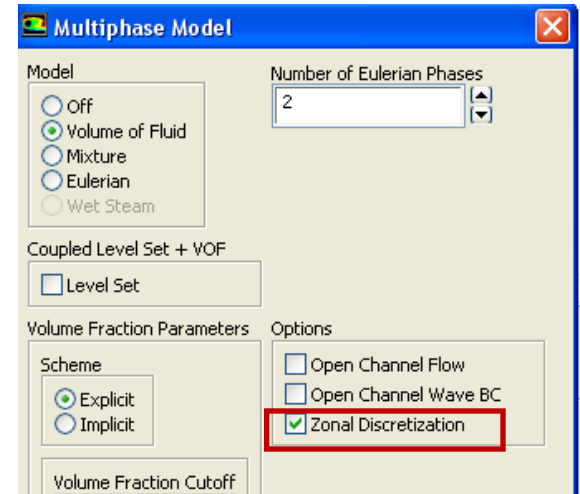 Multiphase Model
Model
Off
Volume of Fluid
Mixture
Eulerian
Wet Steam
Number of Eulerian Phases
2
Coupled Level Set + VOF
Level Set
Volume Fraction Parameters
Scheme
Explicit
Implicit
Volume Fraction Cutoff
Options
Open Channel Flow
Open Channel Wave BC
Zonal Discretization